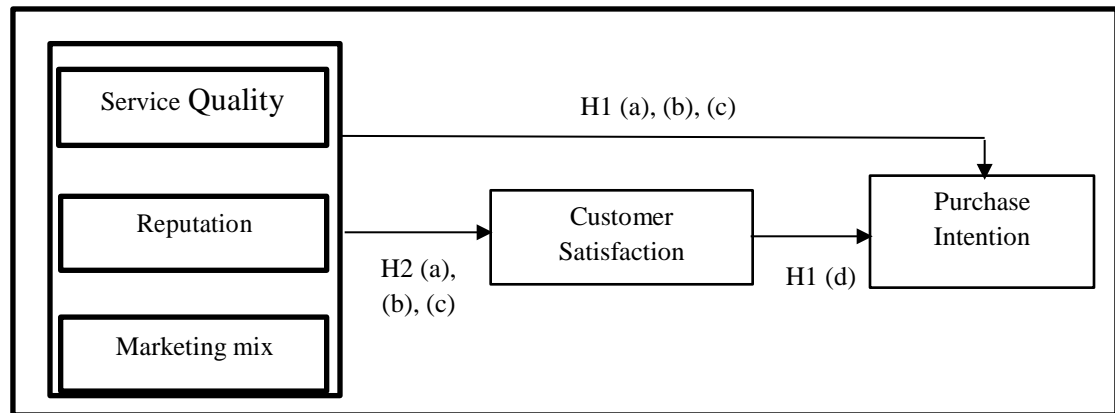 Service Quality
H1 (a), (b), (c)
Reputation
Customer
Satisfaction
Purchase
Intention
H2 (a),
(b), (c)
H1 (d)
Marketing mix